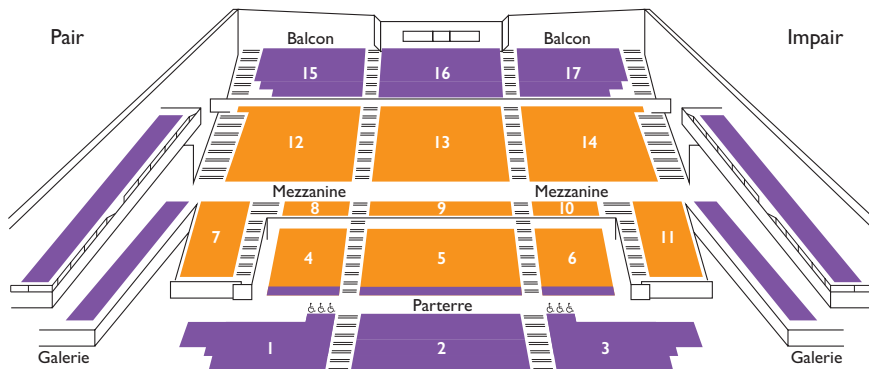 Pair
Balcon
Balcon
Impair
15
16
17
12
13
14
Mezzanine
Mezzanine
8
9
10
7
11
4
5
6
Parterre
1
2
3
Galerie
Galerie